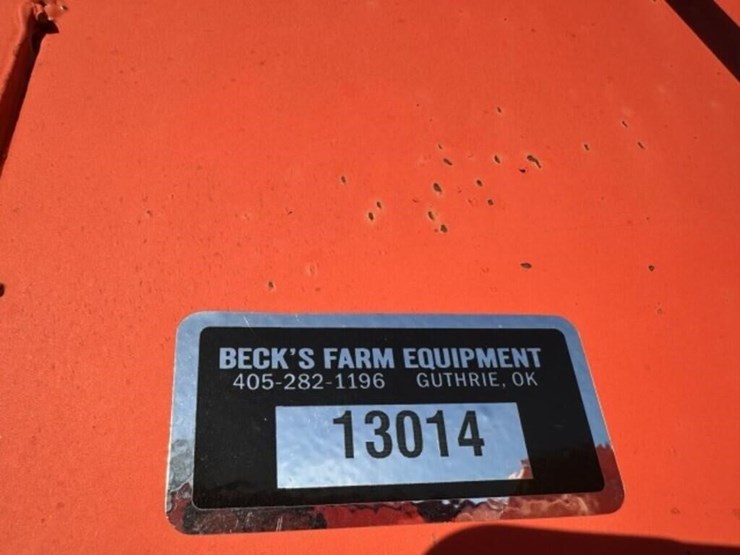 BECK'S FARM EQUIPMENT
405-282-1196 GUTHRIE, OK
13014